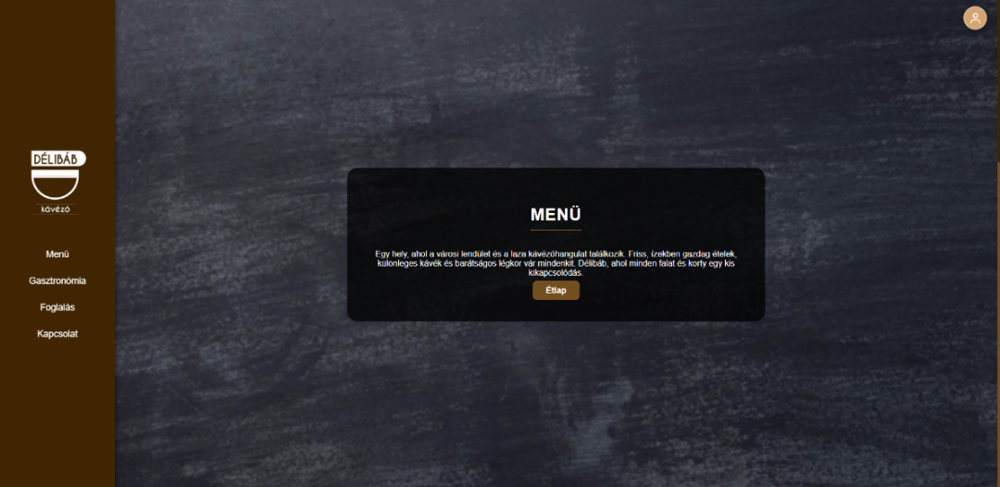 DÉLIBÁB
kávézó
Menü
Gasztronómia
Foglalás
Kapcsolat
MENÜ
Egy hely, ahol a városi lendület és a laza kávézóhangulat találkozik. Friss, ízekben gazdag ételek,
különleges kávék és barátságos légkör vár mindenkit. Délibáb, ahol minden falat és korty egy kis
kikapcsolódás.
Étlap